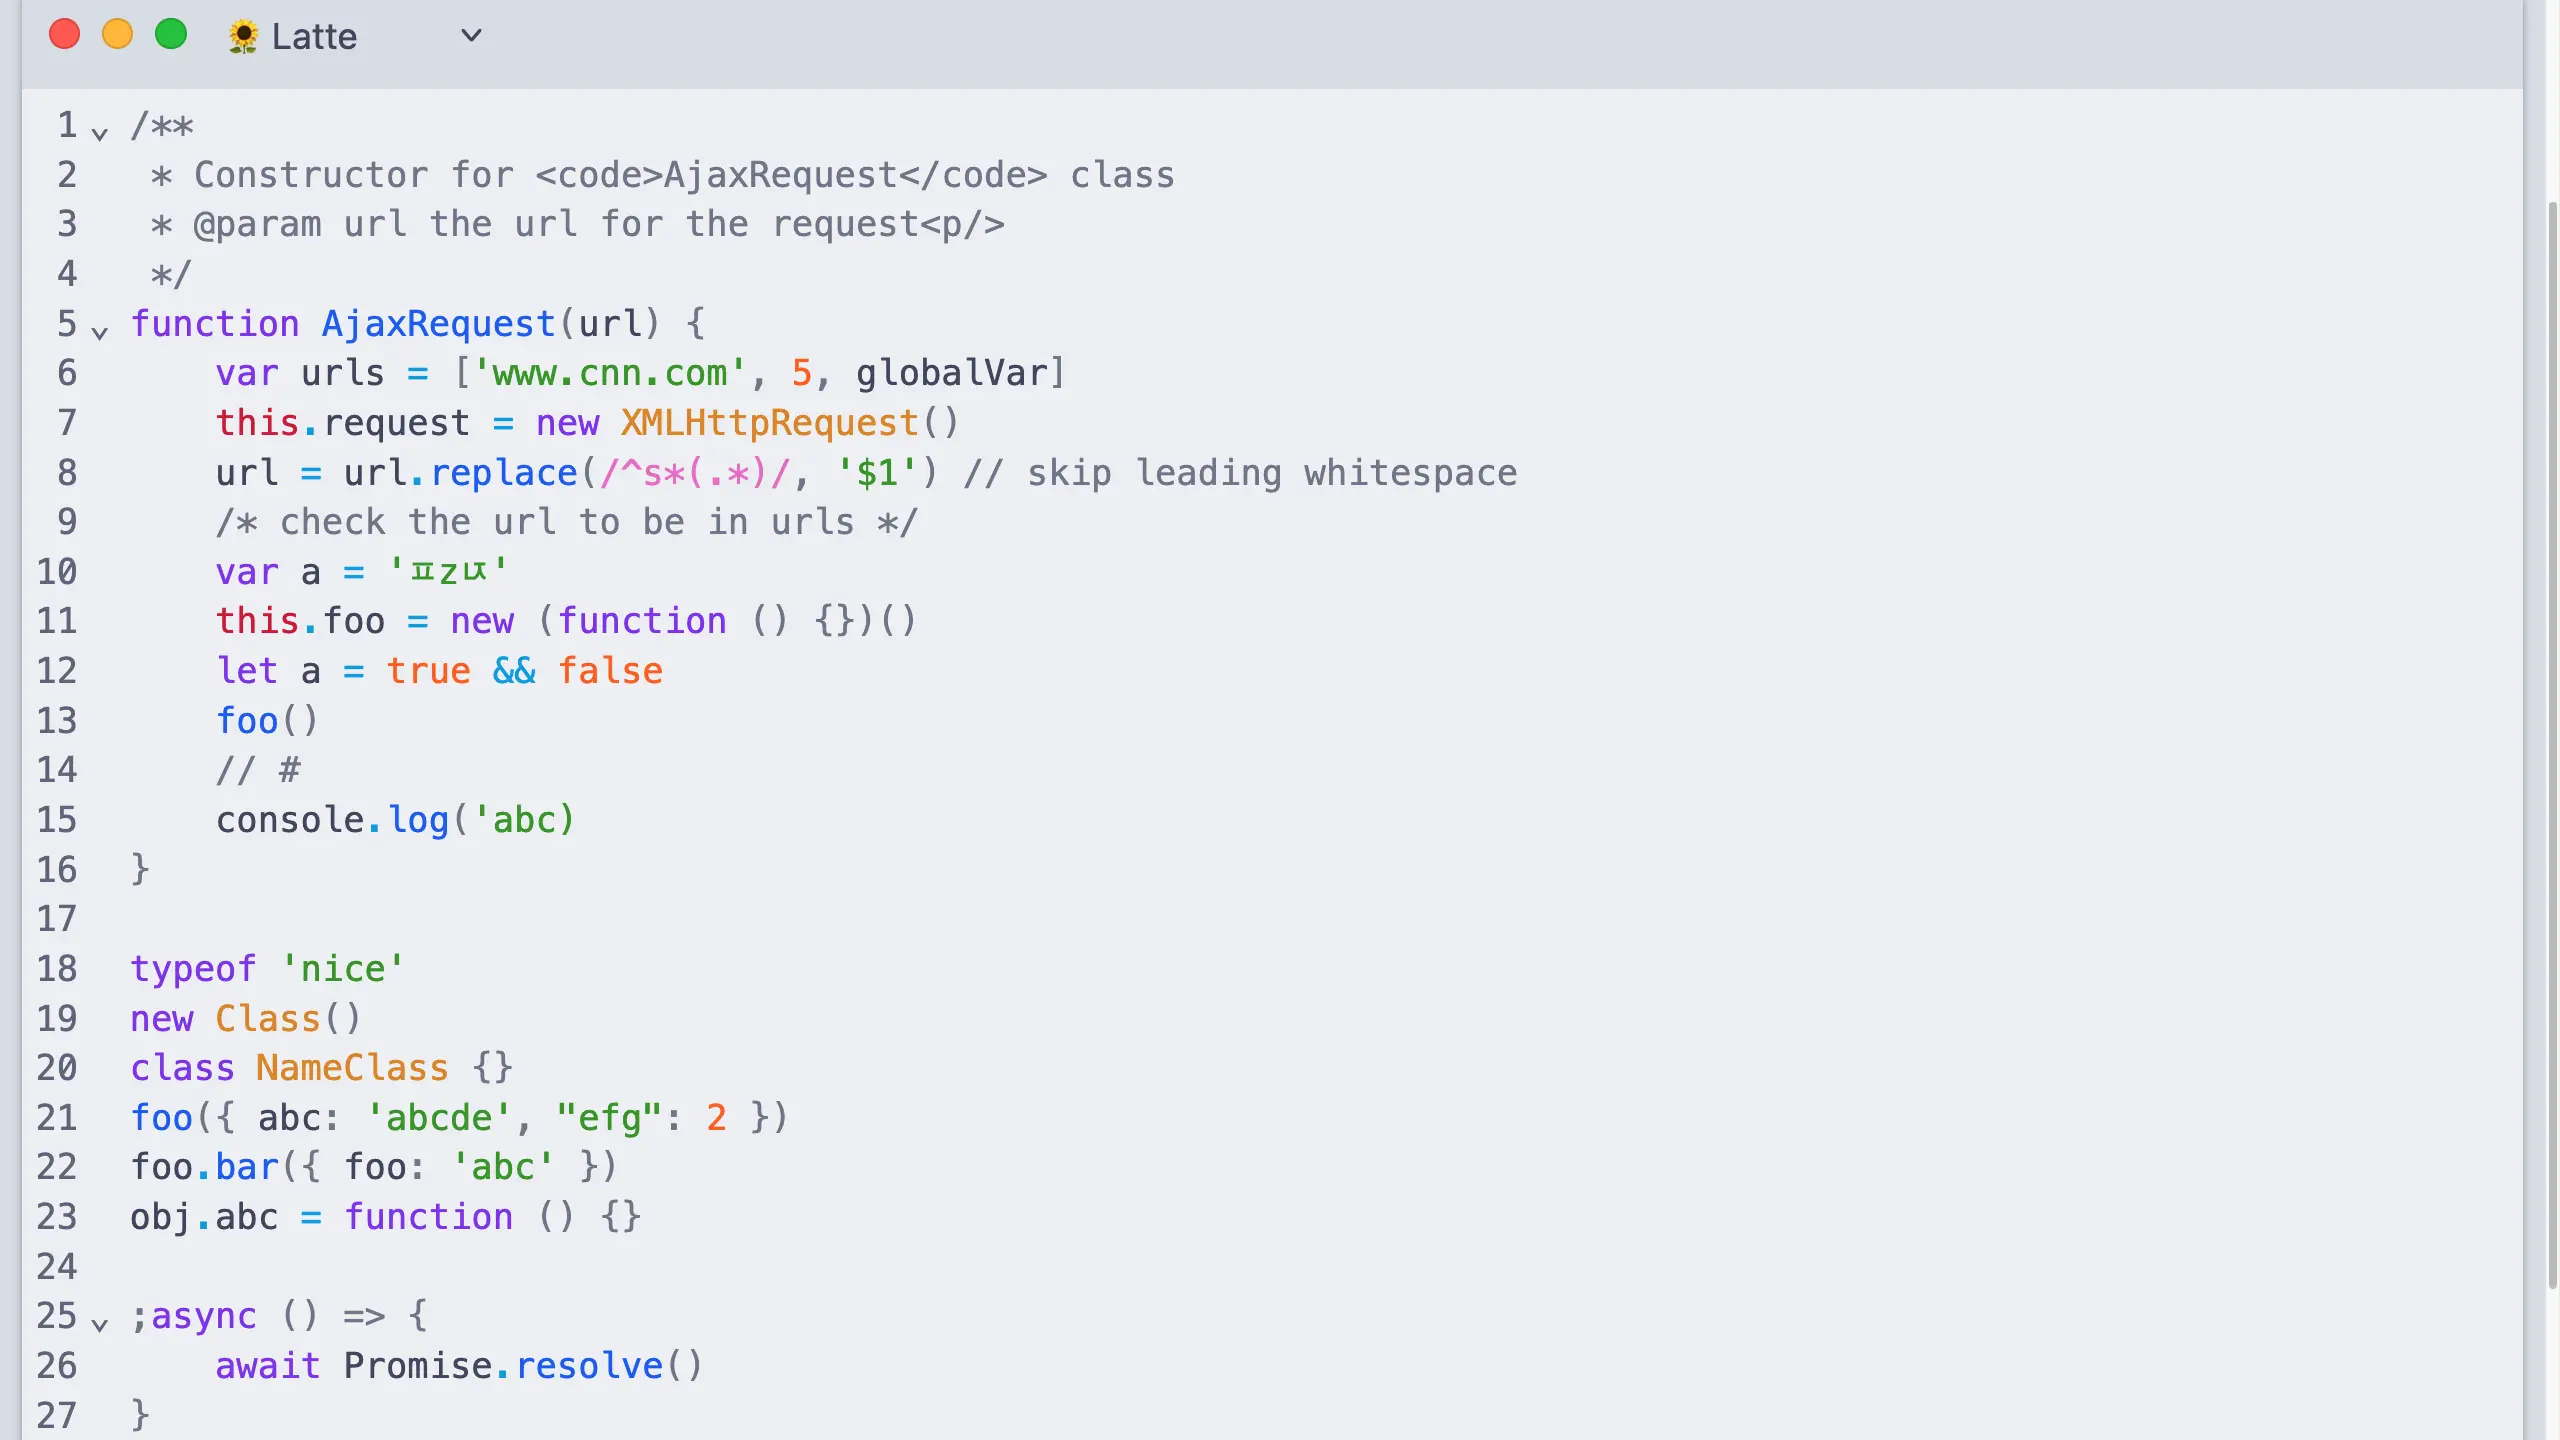 🌻 Latte
1 /**
2  * Constructor for <code>AjaxRequest</code> class
3  * @param url the url for the request<p/>
4  */
5 function AjaxRequest(url) {
6     var urls = ['www.cnn.com', 5, globalVar]
7     this.request = new XMLHttpRequest()
8     url = url.replace(/^s*(.*)/, '$1') // skip leading whitespace
9     /* check the url to be in urls */
10     var a = 'ㅍzㄵ'
11     this.foo = new (function () {})()
12     let a = true && false
13     foo()
14     // #
15     console.log('abc)
16 }
17
18 typeof 'nice'
19 new Class()
20 class NameClass {}
21 foo({ abc: 'abcde', "efg": 2 })
22 foo.bar({ foo: 'abc' })
23 obj.abc = function () {}
24
25 ;async () => {
26     await Promise.resolve()
27 }